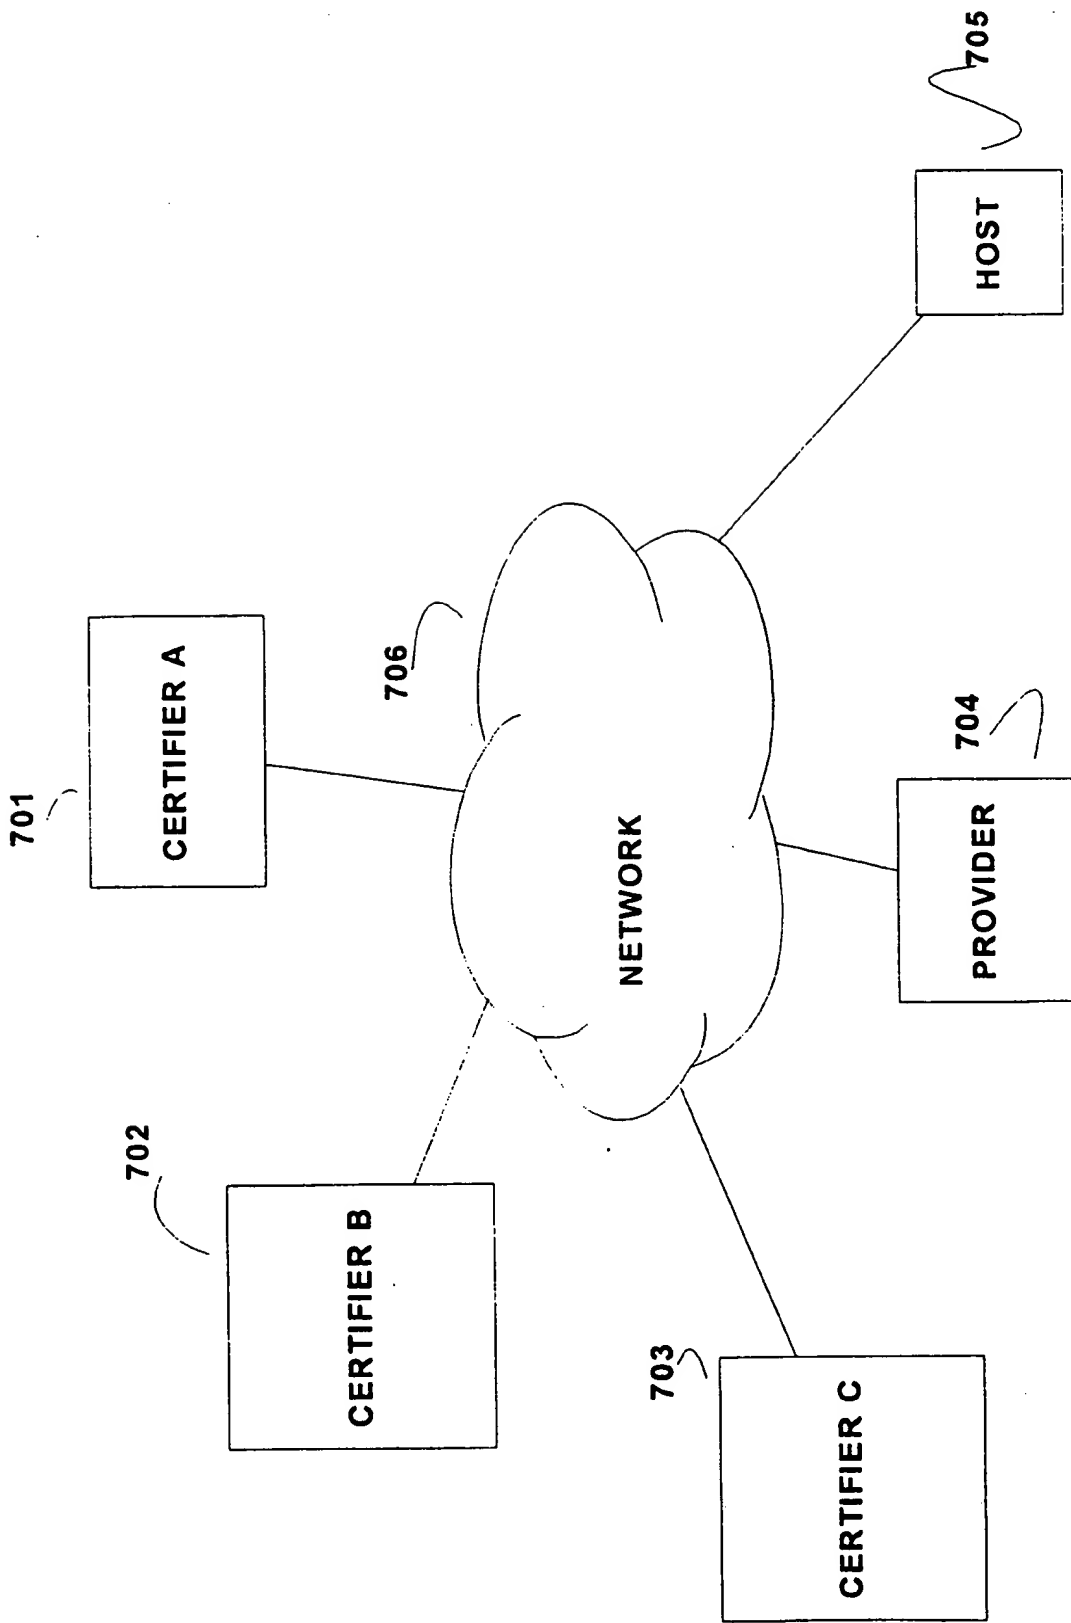 701
CERTIFIER A
702
CERTIFIER B
706
NETWORK
703
CERTIFIER C
704
PROVIDER
705
HOST